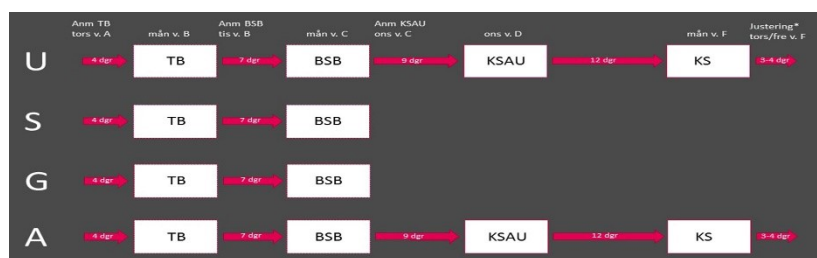 Anm TB
tors v. A
mån v. B
Anm BSB
tis v. B
mån v. C
Anm KSAU
ons v. C
ons v. D
mån v. F
Justering*
tors/fre v. F
U 4 dgr TB 7 dgr BSB 9 dgr KSAU 12 dgr KS 3-4 dgr
S 4 dgr TB 7 dgr BSB
G 4 dgr TB 7 dgr BSB
A 4 dgr TB 7 dgr BSB 9 dgr KSAU 12 dgr KS 3-4 dgr